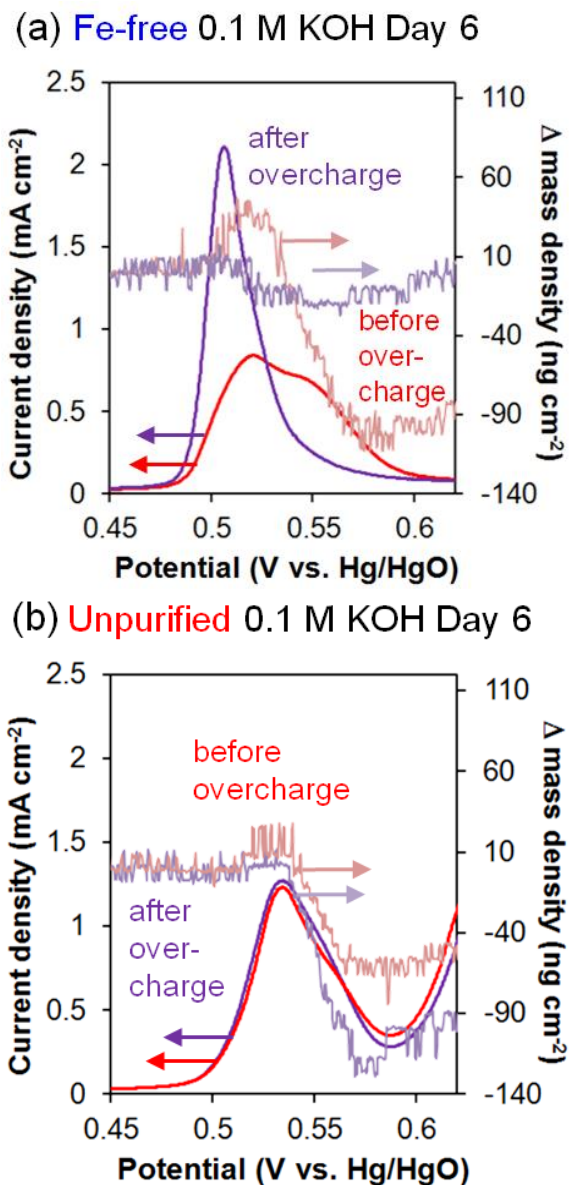 (a) Fe-free 0.1 M KOH Day 6
2.5
2
1.5
1
0.5
0
Current density (mA cm-2)
110
60
10
-40
-90
-140
Δ mass density (ng cm-2)
after
overcharge
before
over-
charge
0.45
0.5
0.55
0.6
Potential (V vs. Hg/HgO)
(b) Unpurified 0.1 M KOH Day 6
2.5
2
1.5
1
0.5
0
Current density (mA cm-2)
110
60
10
-40
-90
-140
Δ mass density (ng cm-2)
before
overcharge
after
over-
charge
0.45
0.5
0.55
0.6
Potential (V vs. Hg/HgO)